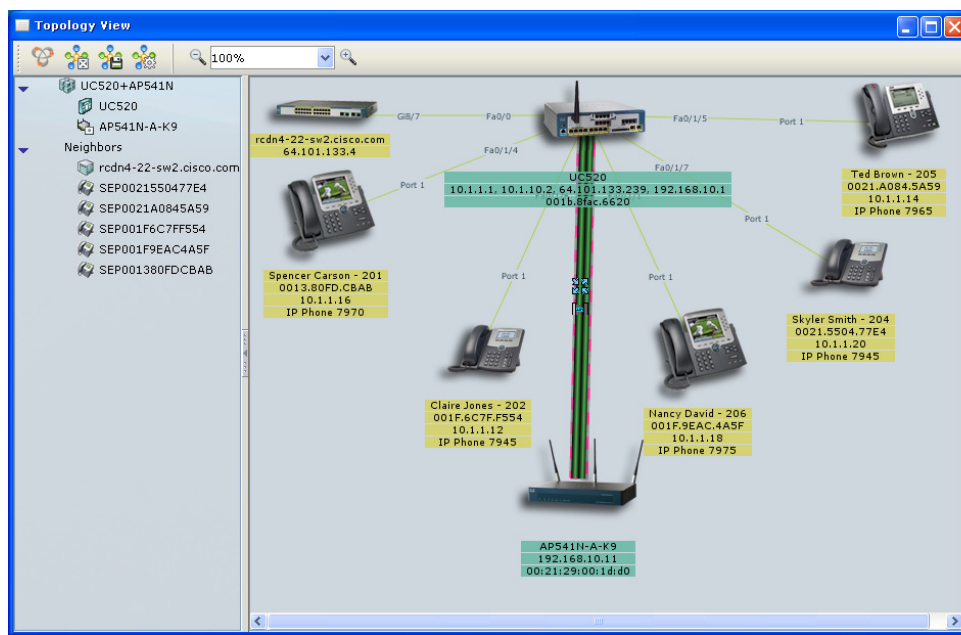 Topology View
100%
UC520+AP541N
UC520
AP541N-A-K9
Neighbors
rcdn4-22-sw2.cisco.com
SEP0021550477E4
SEP0021A0845A59
SEP001F6C7FF554
SEP001F9EAC4A5F
SEP001380FDCBAB
Gi8/7
Fa0/0
Fa0/1/5
Port 1
rcdn4-22-sw2.cisco.com
64.101.133.4
Fa0/1/4
Fa0/1/7
Port 1
UC520
10.1.1.1, 10.1.10.2, 64.101.133.239, 192.168.10.1
001b.8fac.6620
Ted Brown - 205
0021.A084.5A59
10.1.1.14
IP Phone 7965
Port 1
Spencer Carson - 201
0013.80FD.CBAB
10.1.1.16
IP Phone 7970
Port 1
Port 1
Skyler Smith - 204
0021.5504.77E4
10.1.1.20
IP Phone 7945
Claire Jones - 202
001F.6C7F.F554
10.1.1.12
IP Phone 7945
Nancy David - 206
001F.9EAC.4A5F
10.1.1.18
IP Phone 7975
AP541N-A-K9
192.168.10.11
00:21:29:00:1d:d0